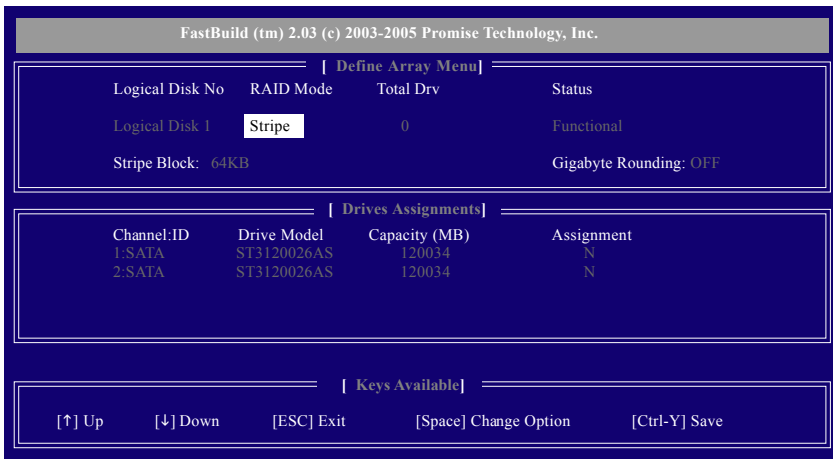 FastBuild (tm) 2.03 (c) 2003-2005 Promise Technology, Inc.
[ Define Array Menu]
Logical Disk No RAID Mode Total Drv Status
Logical Disk 1 Stripe 0 Functional
Stripe Block: 64KB Gigabyte Rounding: OFF
[ Drives Assignments]
Channel:ID Drive Model Capacity (MB) Assignment
1:SATA ST3120026AS 120034 N
2:SATA ST3120026AS 120034 N
[ Keys Available]
[↑] Up [↓] Down [ESC] Exit [Space] Change Option [Ctrl-Y] Save